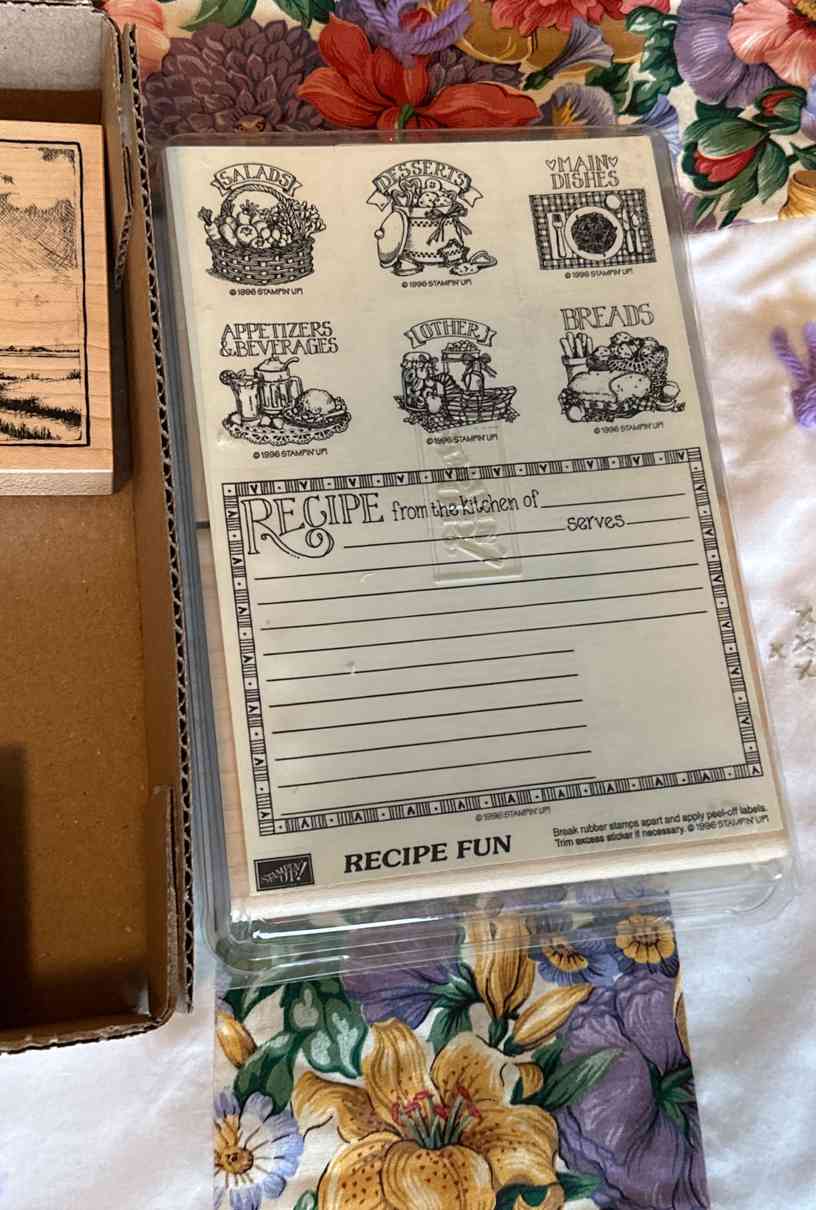 SALADS
© 1996 STAMPIN' UP!
DESSERTS
© 1996 STAMPIN' UP!
♡MAIN♡
DISHES
© 1996 STAMPIN' UP!
APPETIZERS
& BEVERAGES
© 1996 STAMPIN' UP!
OTHER
© 1996 STAMPIN' UP!
BREADS
© 1996 STAMPIN' UP!
RECIPE from the kitchen of
serves
© 1996 STAMPIN' UP!
STAMPIN' UP!
RECIPE FUN
Break rubber stamps apart and apply peel-off labels.
Trim excess sticker if necessary. © 1996 STAMPIN' UP!